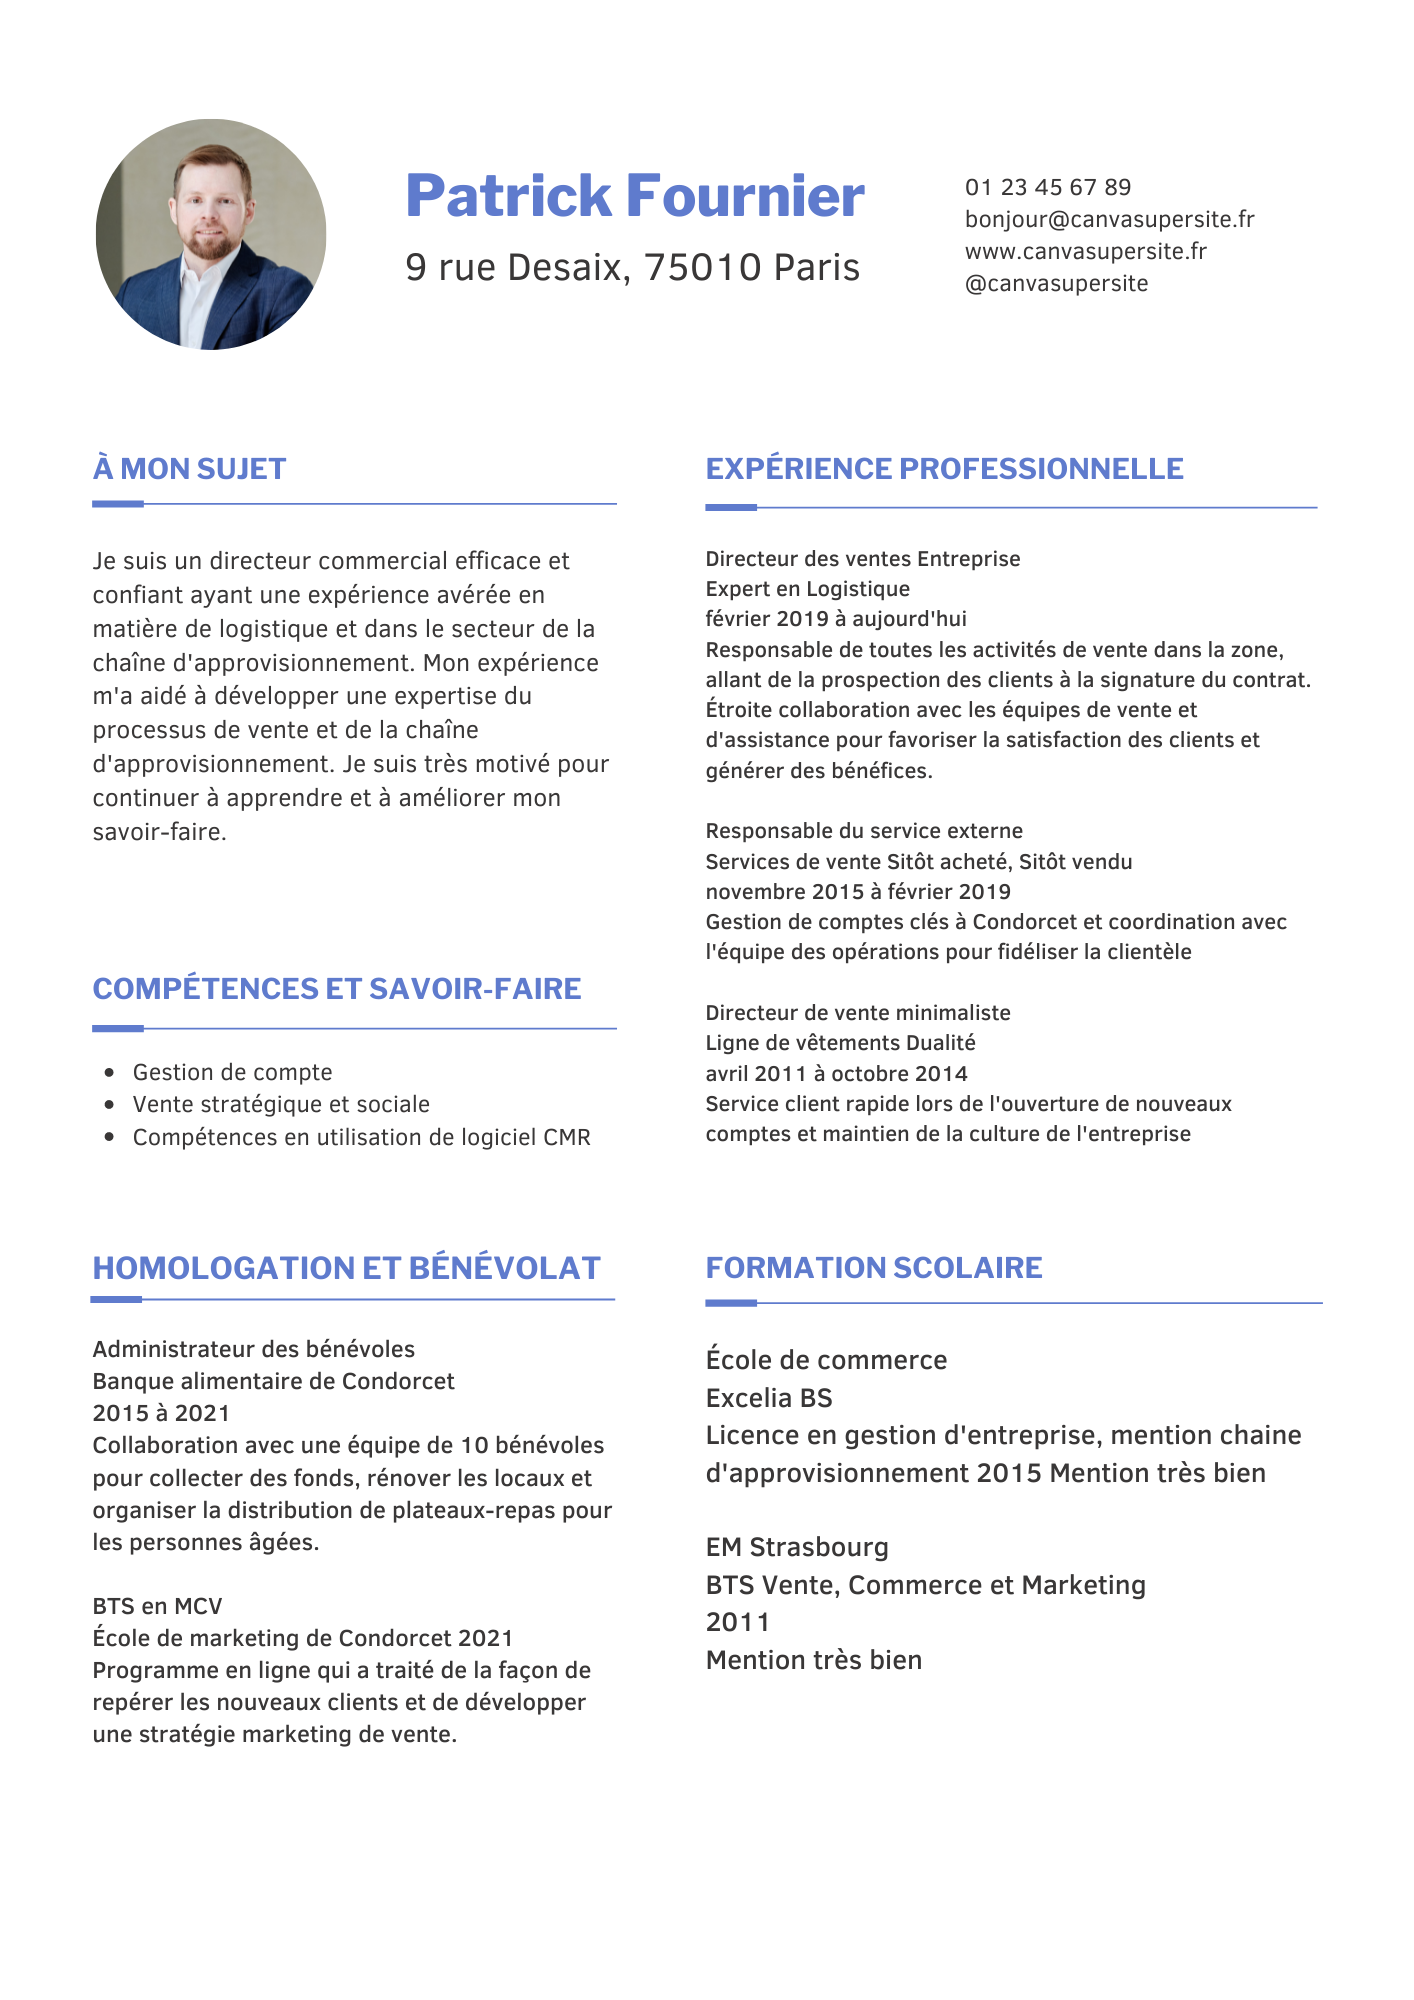 Patrick Fournier
9 rue Desaix, 75010 Paris
01 23 45 67 89
bonjour@canvasupersite.fr
www.canvasupersite.fr
@canvasupersite
À MON SUJET
Je suis un directeur commercial efficace et
confiant ayant une expérience avérée en
matière de logistique et dans le secteur de la
chaîne d'approvisionnement. Mon expérience
m'a aidé à développer une expertise du
processus de vente et de la chaîne
d'approvisionnement. Je suis très motivé pour
continuer à apprendre et à améliorer mon
savoir-faire.
COMPÉTENCES ET SAVOIR-FAIRE
• Gestion de compte
• Vente stratégique et sociale
• Compétences en utilisation de logiciel CMR
HOMOLOGATION ET BÉNÉVOLAT
Administrateur des bénévoles
Banque alimentaire de Condorcet
2015 à 2021
Collaboration avec une équipe de 10 bénévoles
pour collecter des fonds, rénover les locaux et
organiser la distribution de plateaux-repas pour
les personnes âgées.
BTS en MCV
École de marketing de Condorcet 2021
Programme en ligne qui a traité de la façon de
repérer les nouveaux clients et de développer
une stratégie marketing de vente.
EXPÉRIENCE PROFESSIONNELLE
Directeur des ventes Entreprise
Expert en Logistique
février 2019 à aujourd'hui
Responsable de toutes les activités de vente dans la zone,
allant de la prospection des clients à la signature du contrat.
Étroite collaboration avec les équipes de vente et
d'assistance pour favoriser la satisfaction des clients et
générer des bénéfices.
Responsable du service externe
Services de vente Sitôt acheté, Sitôt vendu
novembre 2015 à février 2019
Gestion de comptes clés à Condorcet et coordination avec
l'équipe des opérations pour fidéliser la clientèle
Directeur de vente minimaliste
Ligne de vêtements Dualité
avril 2011 à octobre 2014
Service client rapide lors de l'ouverture de nouveaux
comptes et maintien de la culture de l'entreprise
FORMATION SCOLAIRE
École de commerce
Excelia BS
Licence en gestion d'entreprise, mention chaine
d'approvisionnement 2015 Mention très bien
EM Strasbourg
BTS Vente, Commerce et Marketing
2011
Mention très bien